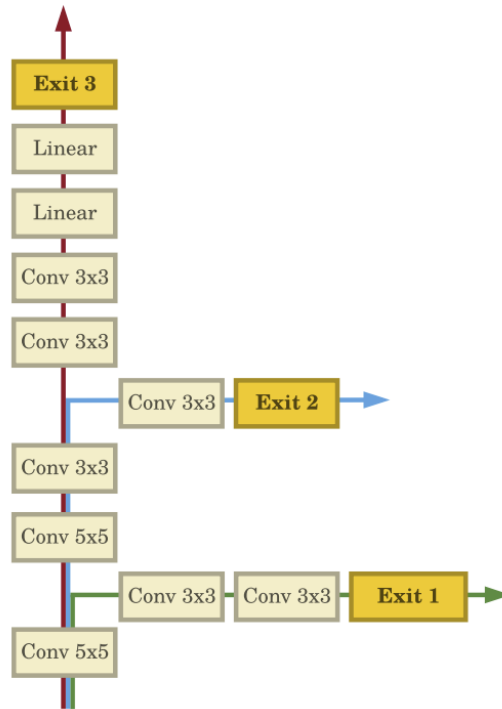 Exit 3
Linear
Linear
Conv 3x3
Conv 3x3
Conv 3x3 Exit 2
Conv 3x3
Conv 5x5
Conv 3x3 Conv 3x3 Exit 1
Conv 5x5